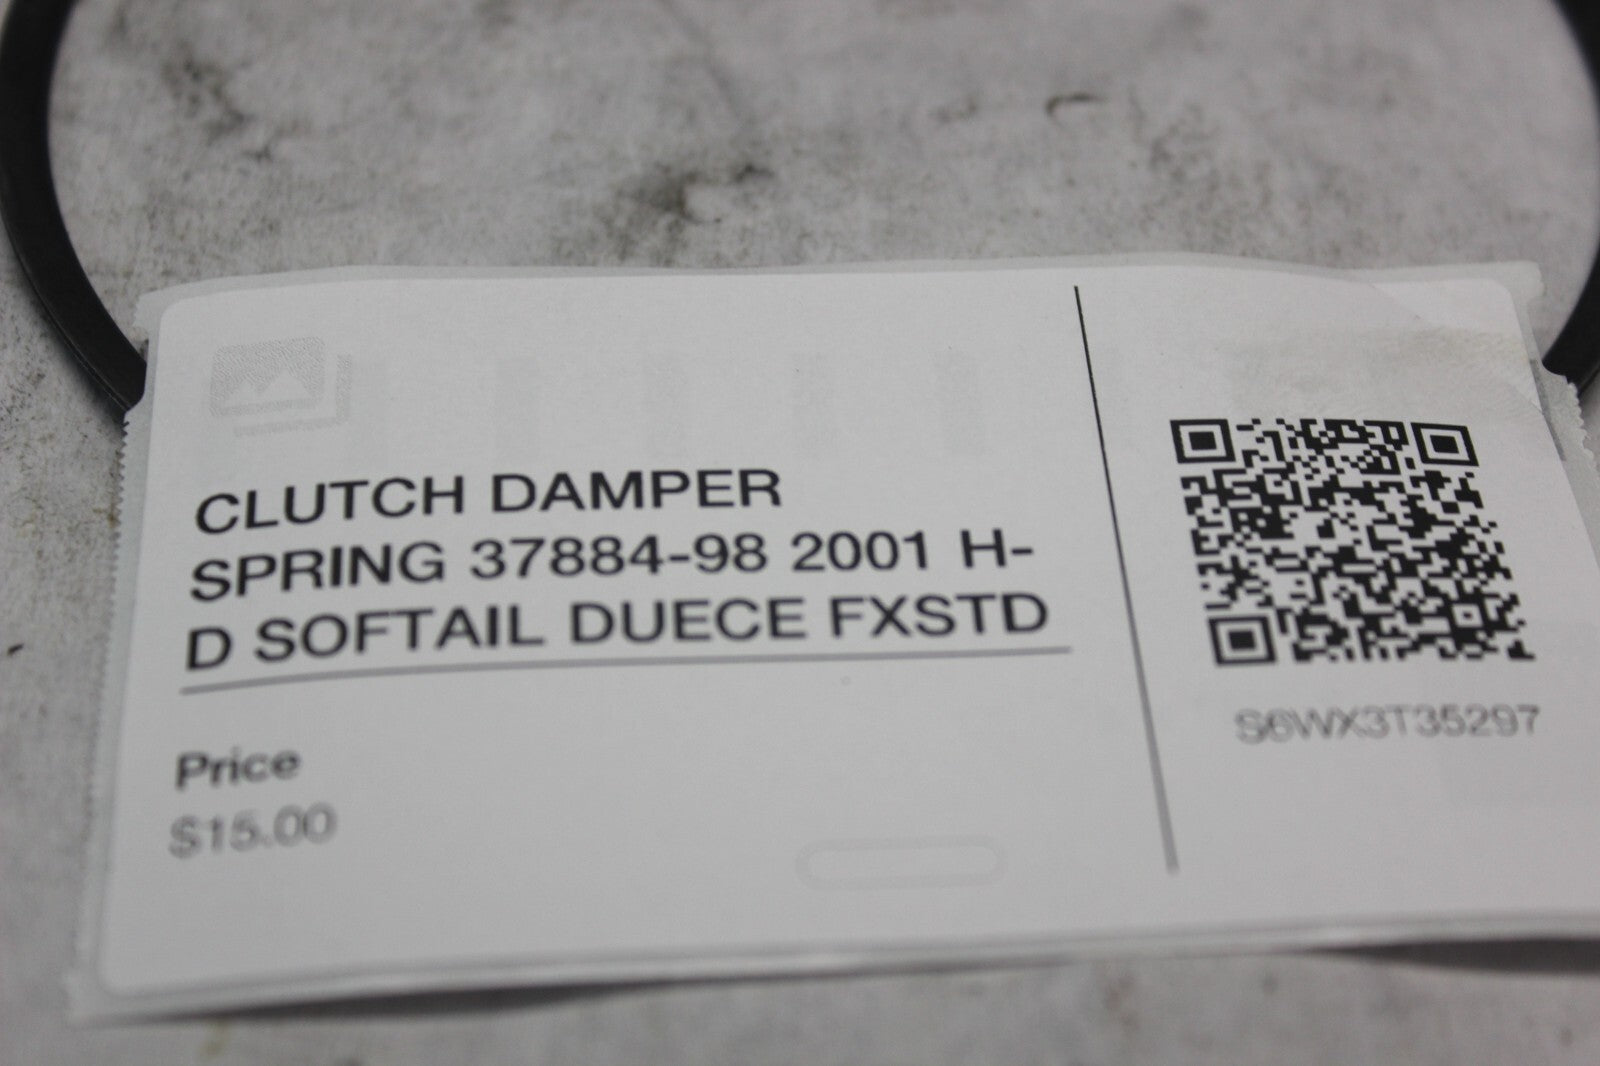 CLUTCH DAMPER
SPRING 37884-98 2001 H-
D SOFTAIL DUECE FXSTD
Price
$15.00
S6WX3T35297